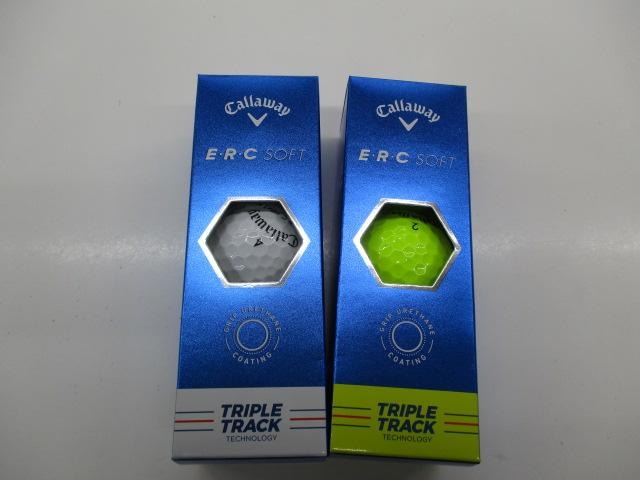 Callaway
E·R·C SOFT
Callaway
4
GRIP URETHANE
COATING
TRIPLE
TRACK
TECHNOLOGY
Callaway
E·R·C SOFT
2
GRIP URETHANE
COATING
TRIPLE
TRACK
TECHNOLOGY